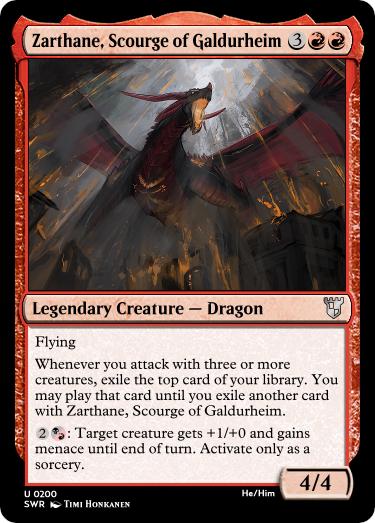 Zarthane, Scourge of Galdurheim 3
Legendary Creature — Dragon
Flying
Whenever you attack with three or more
creatures, exile the top card of your library. You
may play that card until you exile another card
with Zarthane, Scourge of Galdurheim.
2 : Target creature gets +1/+0 and gains
menace until end of turn. Activate only as a
sorcery.
4/4
U 0200 He/Him
SWR Timi Honkanen